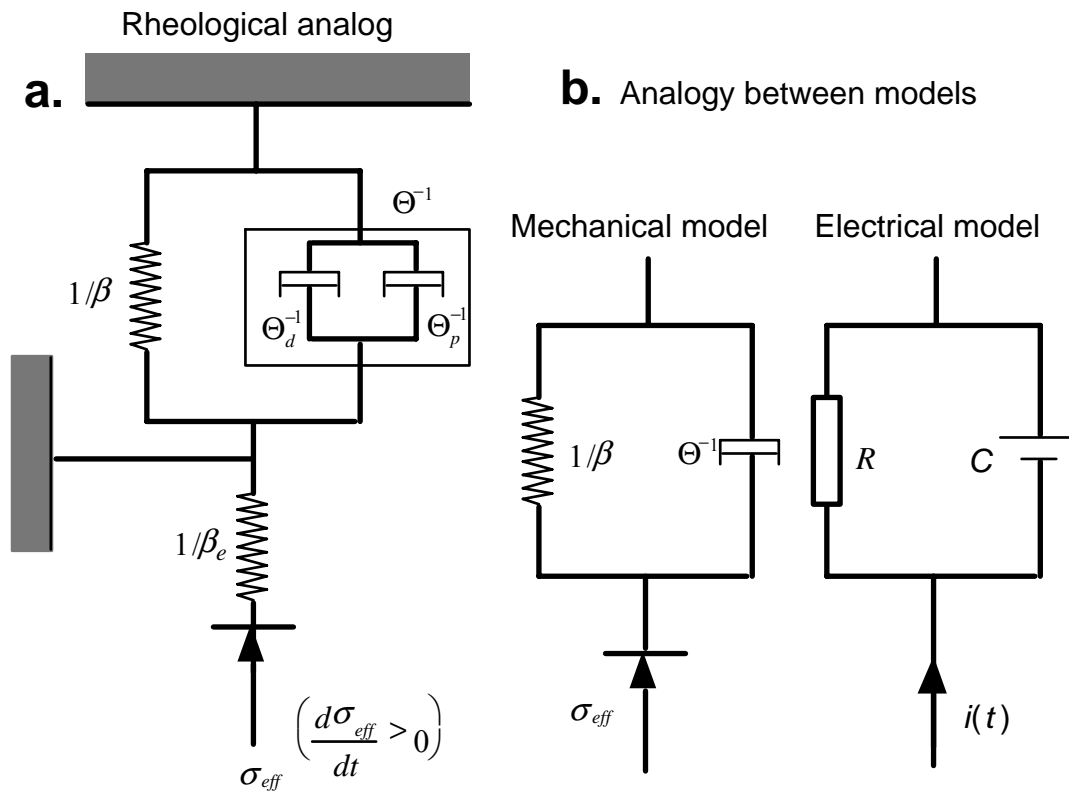 Rheological analog
a.
1/β
Θ⁻¹
Θ_d⁻¹
Θ_p⁻¹
1/β_e
σ_eff
(dσ_eff/dt > 0)
b. Analogy between models
Mechanical model
Electrical model
1/β
Θ⁻¹
σ_eff
R
C
i(t)